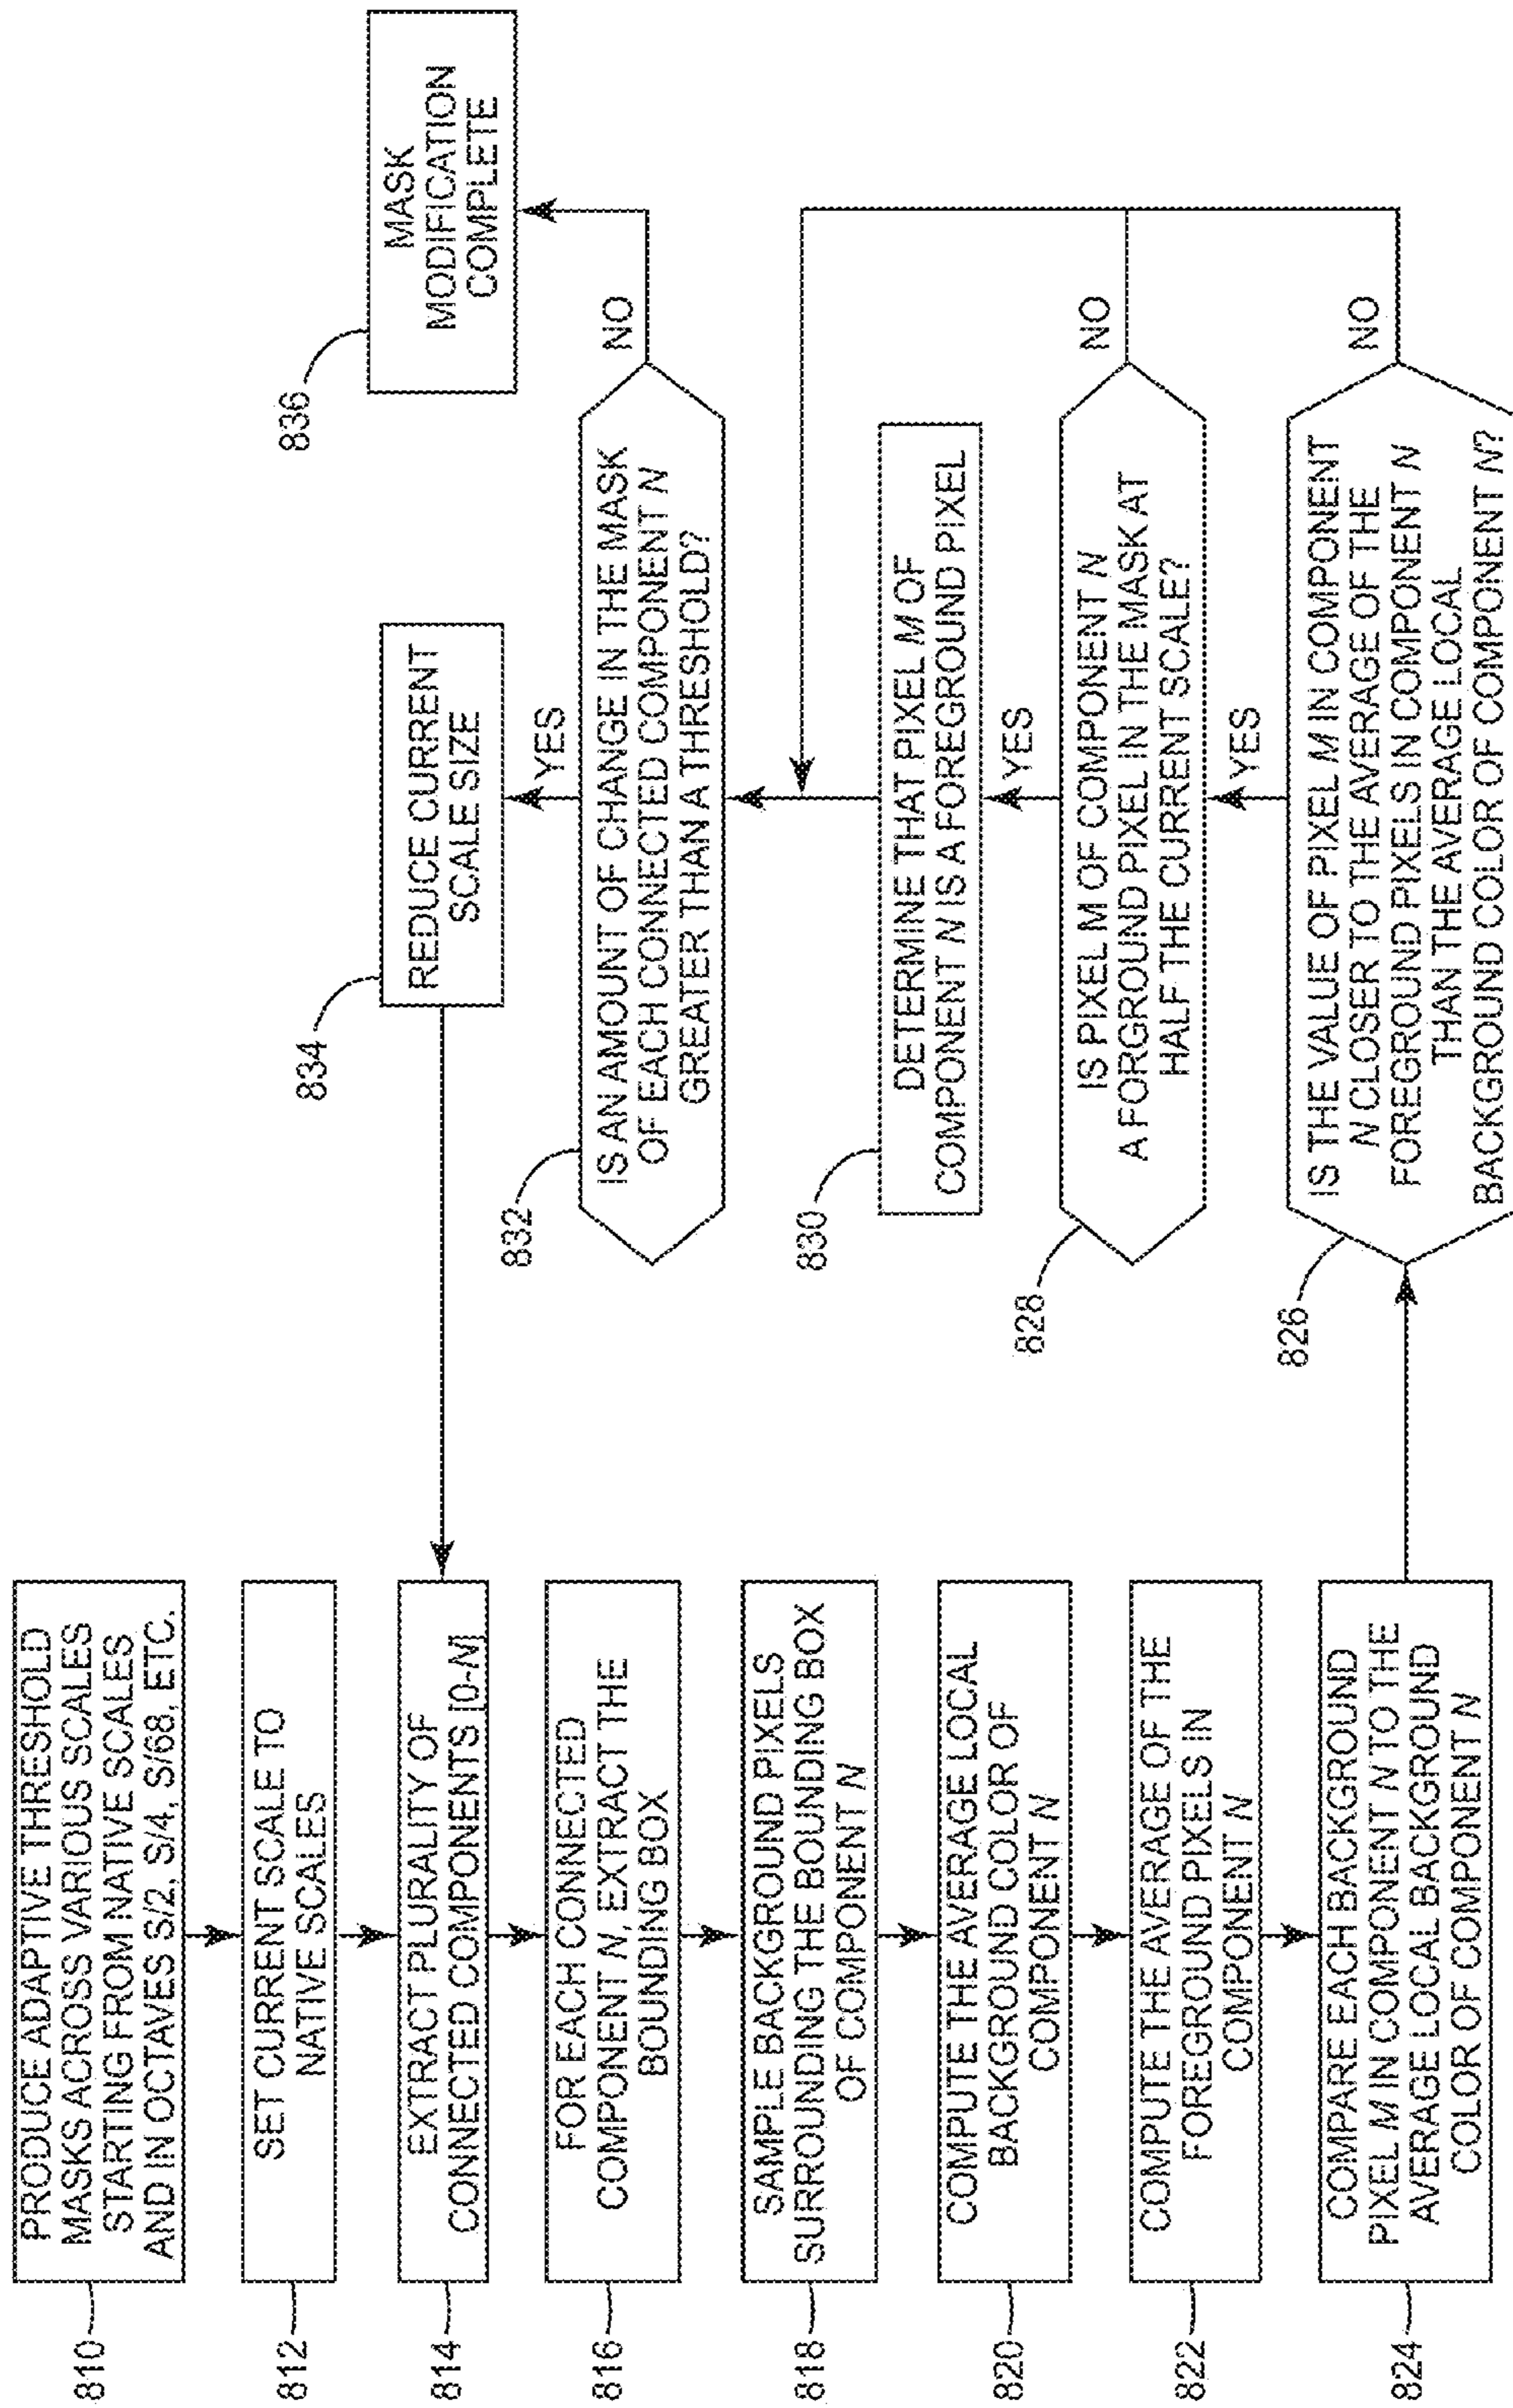 810
PRODUCE ADAPTIVE THRESHOLD
MASKS ACROSS VARIOUS SCALES
STARTING FROM NATIVE SCALES
AND IN OCTAVES S/2, S/4, S/68, ETC.
812
SET CURRENT SCALE TO
NATIVE SCALES
814
EXTRACT PLURALITY OF
CONNECTED COMPONENTS [0-N]
816
FOR EACH CONNECTED
COMPONENT N, EXTRACT THE
BOUNDING BOX
818
SAMPLE BACKGROUND PIXELS
SURROUNDING THE BOUNDING BOX
OF COMPONENT N
820
COMPUTE THE AVERAGE LOCAL
BACKGROUND COLOR OF
COMPONENT N
822
COMPUTE THE AVERAGE OF THE
FOREGROUND PIXELS IN
COMPONENT N
824
COMPARE EACH BACKGROUND
PIXEL M IN COMPONENT N TO THE
AVERAGE LOCAL BACKGROUND
COLOR OF COMPONENT N
826
IS THE VALUE OF PIXEL M IN COMPONENT
N CLOSER TO THE AVERAGE OF THE
FOREGROUND PIXELS IN COMPONENT N
THAN THE AVERAGE LOCAL
BACKGROUND COLOR OF COMPONENT N?
NO
YES
828
IS PIXEL M OF COMPONENT N
A FORGROUND PIXEL IN THE MASK AT
HALF THE CURRENT SCALE?
NO
YES
830
DETERMINE THAT PIXEL M OF
COMPONENT N IS A FOREGROUND PIXEL
832
IS AN AMOUNT OF CHANGE IN THE MASK
OF EACH CONNECTED COMPONENT N
GREATER THAN A THRESHOLD?
NO
YES
834
REDUCE CURRENT
SCALE SIZE
836
MASK
MODIFICATION
COMPLETE